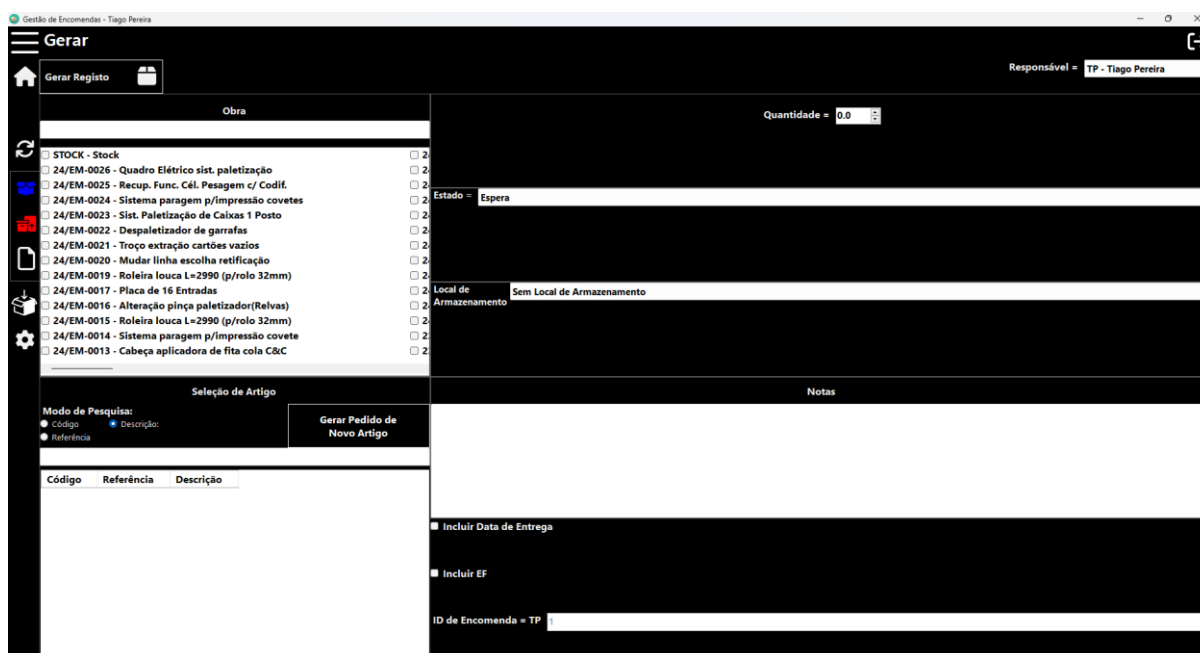 Gestão de Encomendas - Tiago Pereira
Gerar
Gerar Registo
Responsável =
TP - Tiago Pereira
Obra
STOCK - Stock
24/EM-0026 - Quadro Elétrico sist. paletização
24/EM-0025 - Recup. Func. Cél. Pesagem c/ Codif.
24/EM-0024 - Sistema paragem p/impressão covetes
24/EM-0023 - Sist. Paletização de Caixas 1 Posto
24/EM-0022 - Despaletizador de garrafas
24/EM-0021 - Troço extração cartões vazios
24/EM-0020 - Mudar linha escolha retificação
24/EM-0019 - Roleira louca L=2990 (p/rolo 32mm)
24/EM-0017 - Placa de 16 Entradas
24/EM-0016 - Alteração pinça paletizador(Relvas)
24/EM-0015 - Roleira louca L=2990 (p/rolo 32mm)
24/EM-0014 - Sistema paragem p/impressão covete
24/EM-0013 - Cabeça aplicadora de fita cola C&C
Quantidade =
0.0
Estado =
Espera
Local de
Armazenamento
Sem Local de Armazenamento
Seleção de Artigo
Modo de Pesquisa:
Código
Descrição:
Referência
Gerar Pedido de
Novo Artigo
Código Referência Descrição
Notas
Incluir Data de Entrega
Incluir EF
ID de Encomenda = TP
1